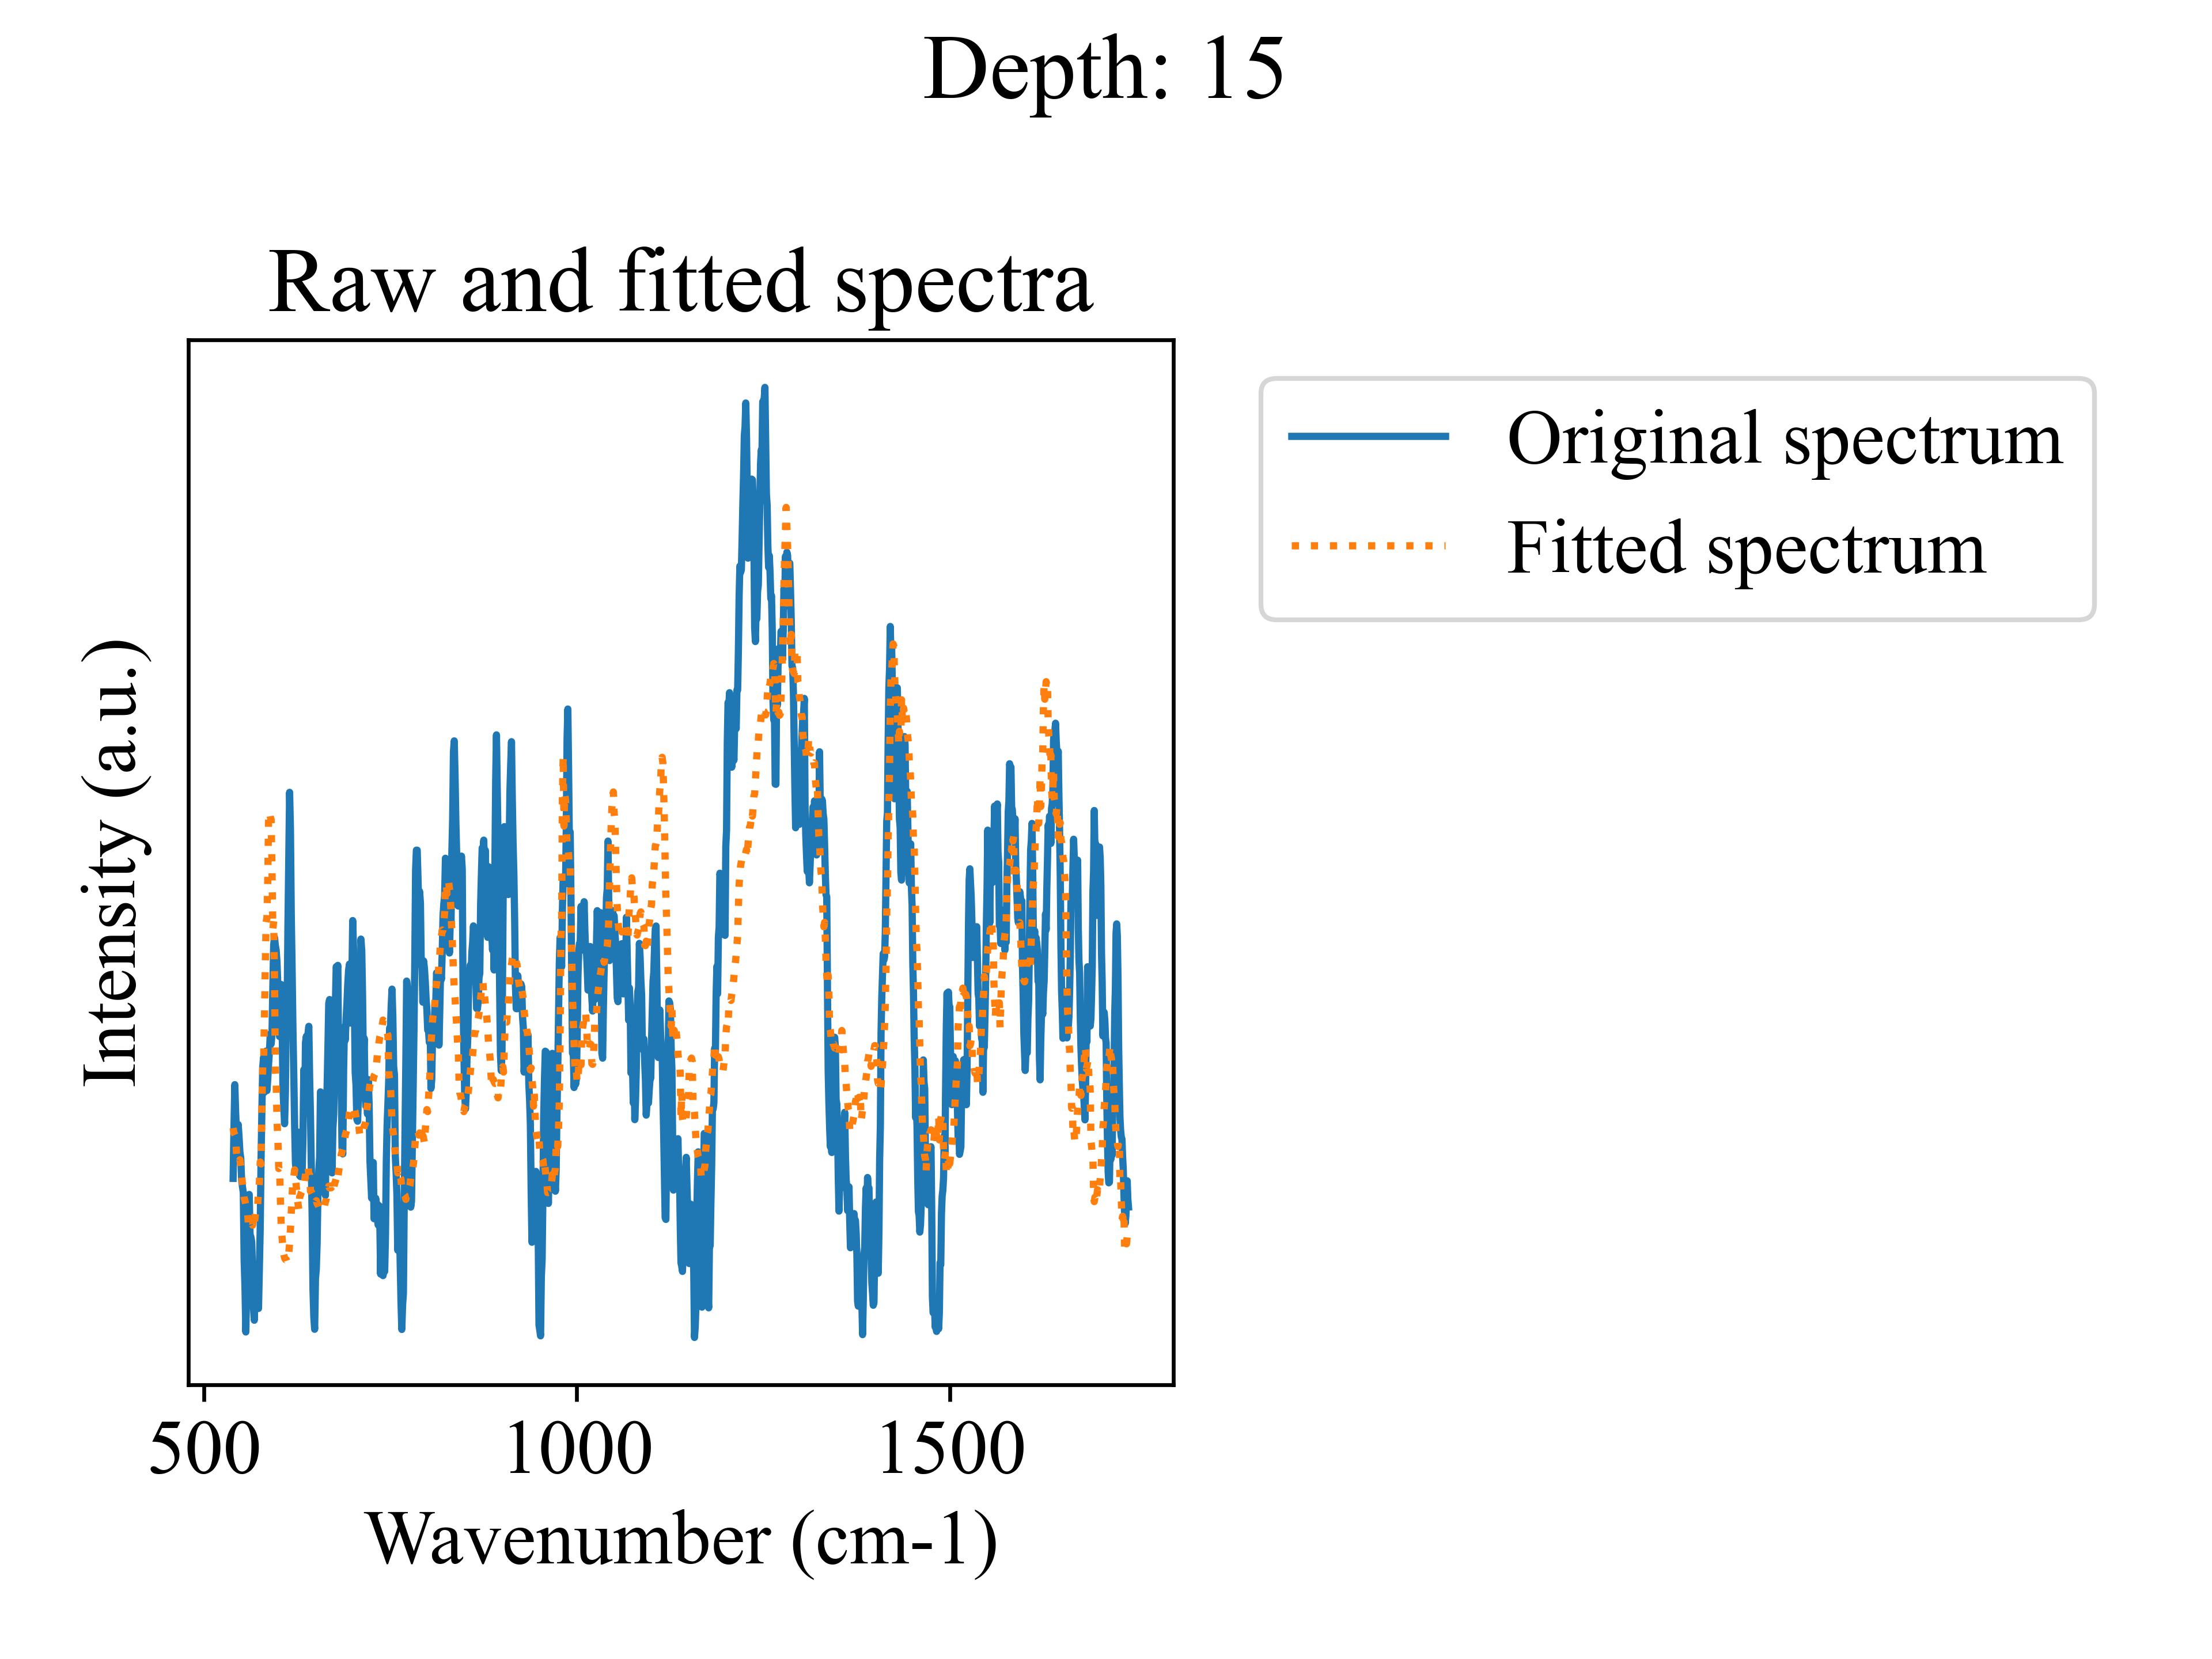 Depth: 15
Raw and fitted spectra
Original spectrum
Fitted spectrum
Intensity (a.u.)
500 1000 1500
Wavenumber (cm-1)